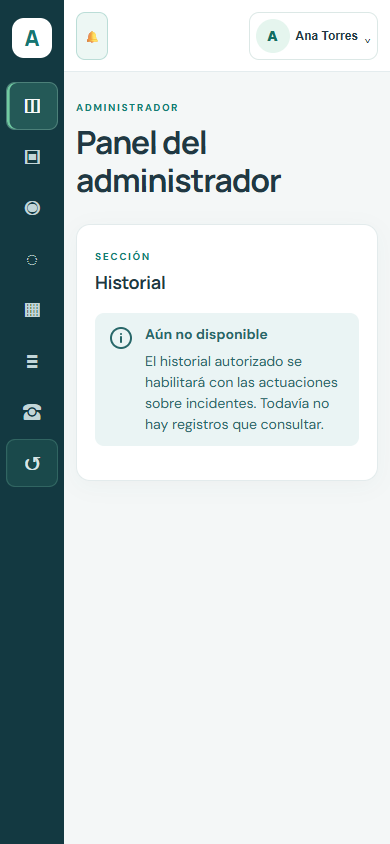 A
A
Ana Torres
ADMINISTRADOR
Panel del
administrador
SECCIÓN
Historial
Aún no disponible
El historial autorizado se
habilitará con las actuaciones
sobre incidentes. Todavía no
hay registros que consultar.